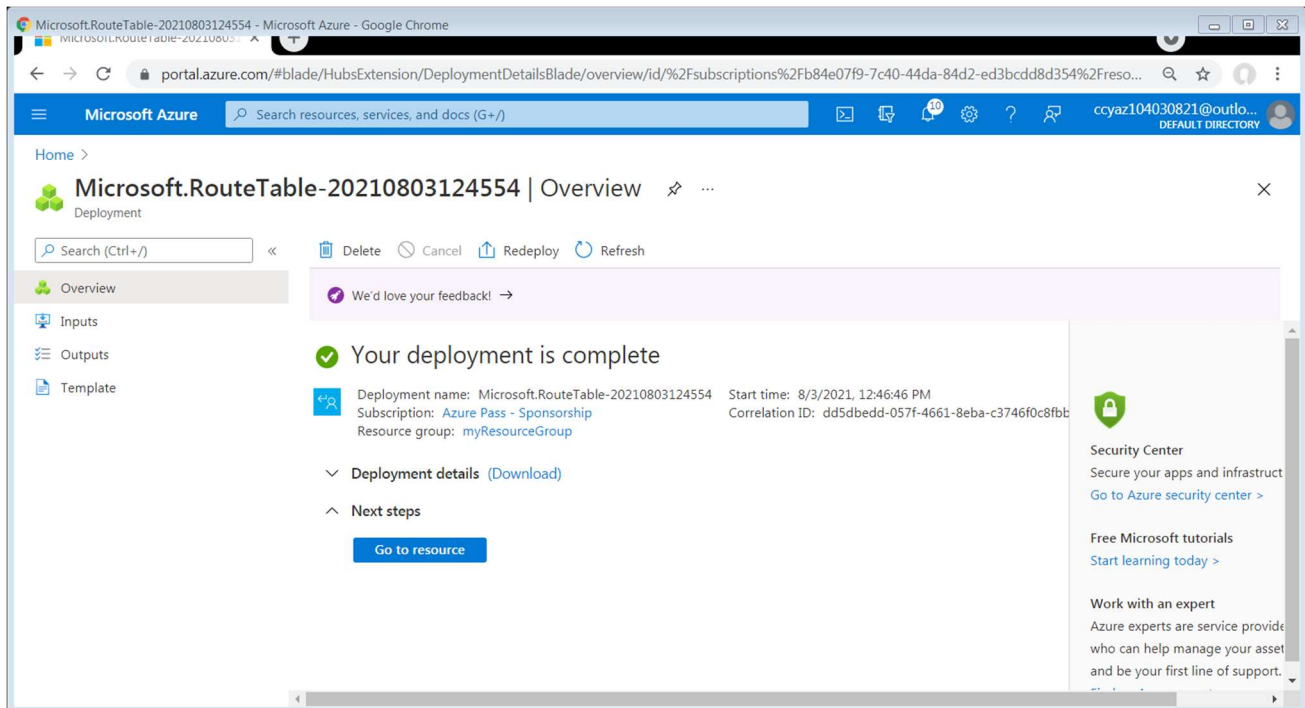 Microsoft.RouteTable-20210803124554 - Microsoft Azure - Google Chrome
Microsoft.RouteTable-202108031
portal.azure.com/#blade/HubsExtension/DeploymentDetailsBlade/overview/id/%2Fsubscriptions%2Fb84e07f9-7c40-44da-84d2-ed3bcdd8d354%2Freso...
Microsoft Azure
Search resources, services, and docs (G+/)
10
ccyaz104030821@outlo...
DEFAULT DIRECTORY
Home >
Microsoft.RouteTable-20210803124554 | Overview
Deployment
Search (Ctrl+/)
Delete Cancel Redeploy Refresh
Overview
Inputs
Outputs
Template
We'd love your feedback! →
Your deployment is complete
Deployment name: Microsoft.RouteTable-20210803124554
Subscription: Azure Pass - Sponsorship
Resource group: myResourceGroup
Start time: 8/3/2021, 12:46:46 PM
Correlation ID: dd5dbedd-057f-4661-8eba-c3746f0c8fbb
Deployment details (Download)
Next steps
Go to resource
Security Center
Secure your apps and infrastruct
Go to Azure security center >
Free Microsoft tutorials
Start learning today >
Work with an expert
Azure experts are service provide
who can help manage your asset
and be your first line of support.